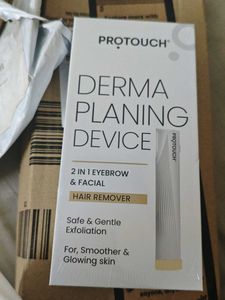 PROTOUCH®
DERMA
PLANING
DEVICE
2 IN 1 EYEBROW
& FACIAL
HAIR REMOVER
Safe & Gentle
Exfoliation
For, Smoother &
Glowing skin
PROTOUCH